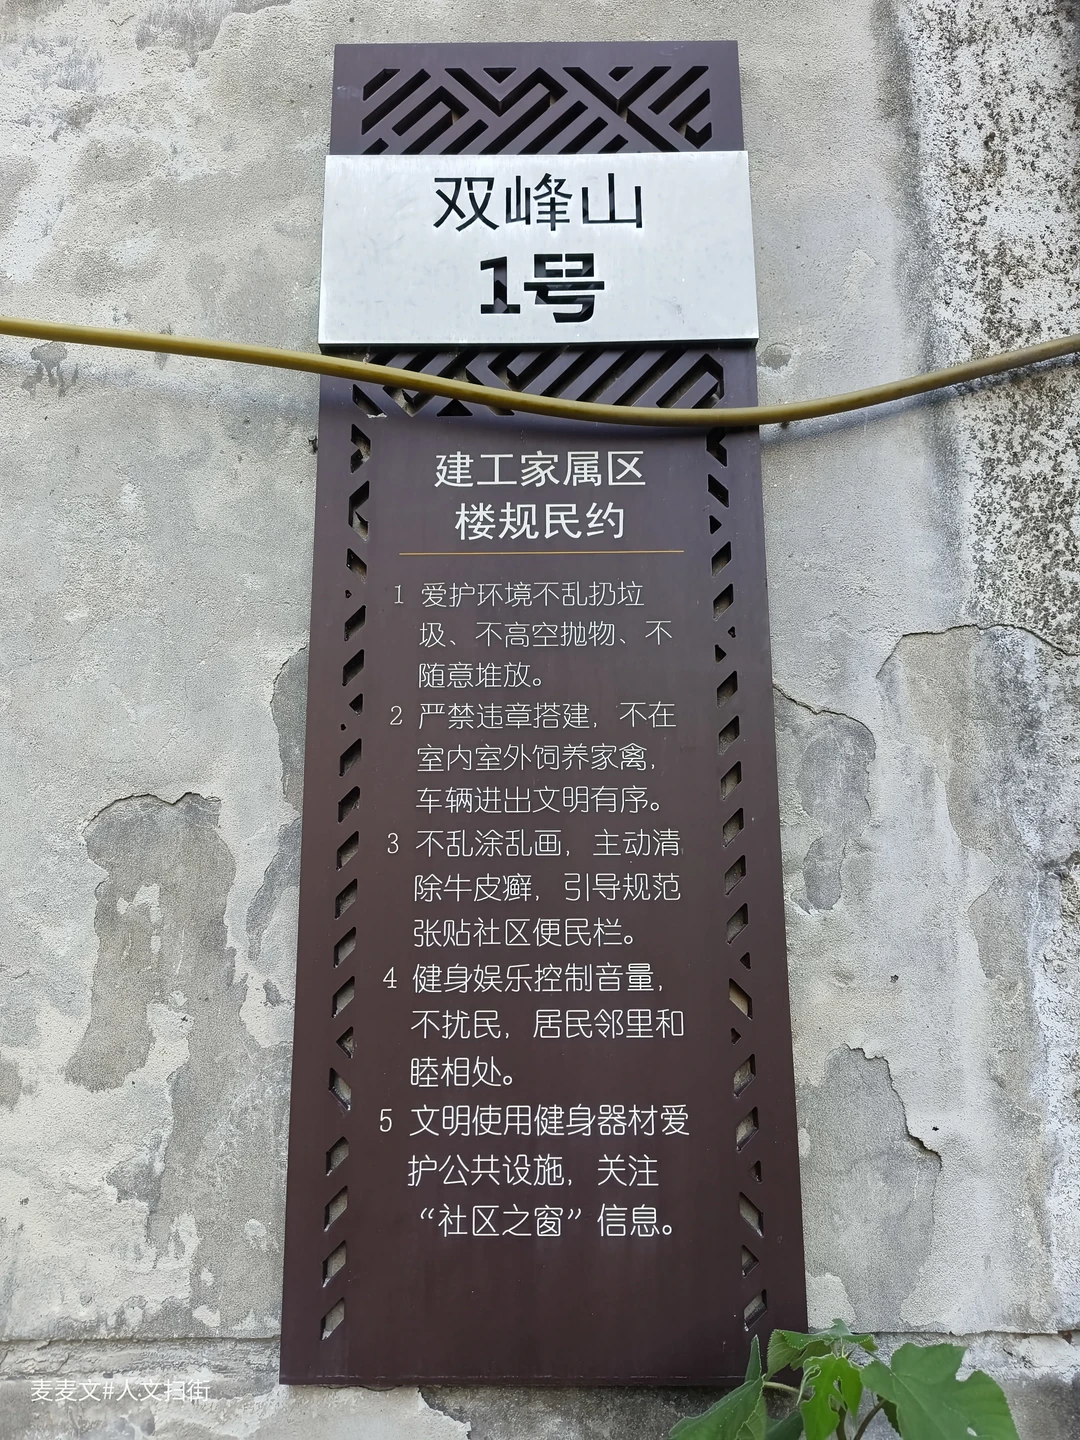 双峰山
1号
建工家属区
楼规民约
1 爱护环境不乱扔垃
圾、不高空抛物、不
随意堆放。
2 严禁违章搭建，不在
室内室外饲养家禽，
车辆进出文明有序。
3 不乱涂乱画，主动清
除牛皮癣，引导规范
张贴社区便民栏。
4 健身娱乐控制音量，
不扰民，居民邻里和
睦相处。
5 文明使用健身器材爱
护公共设施，关注
“社区之窗”信息。
麦麦文#人文扫街